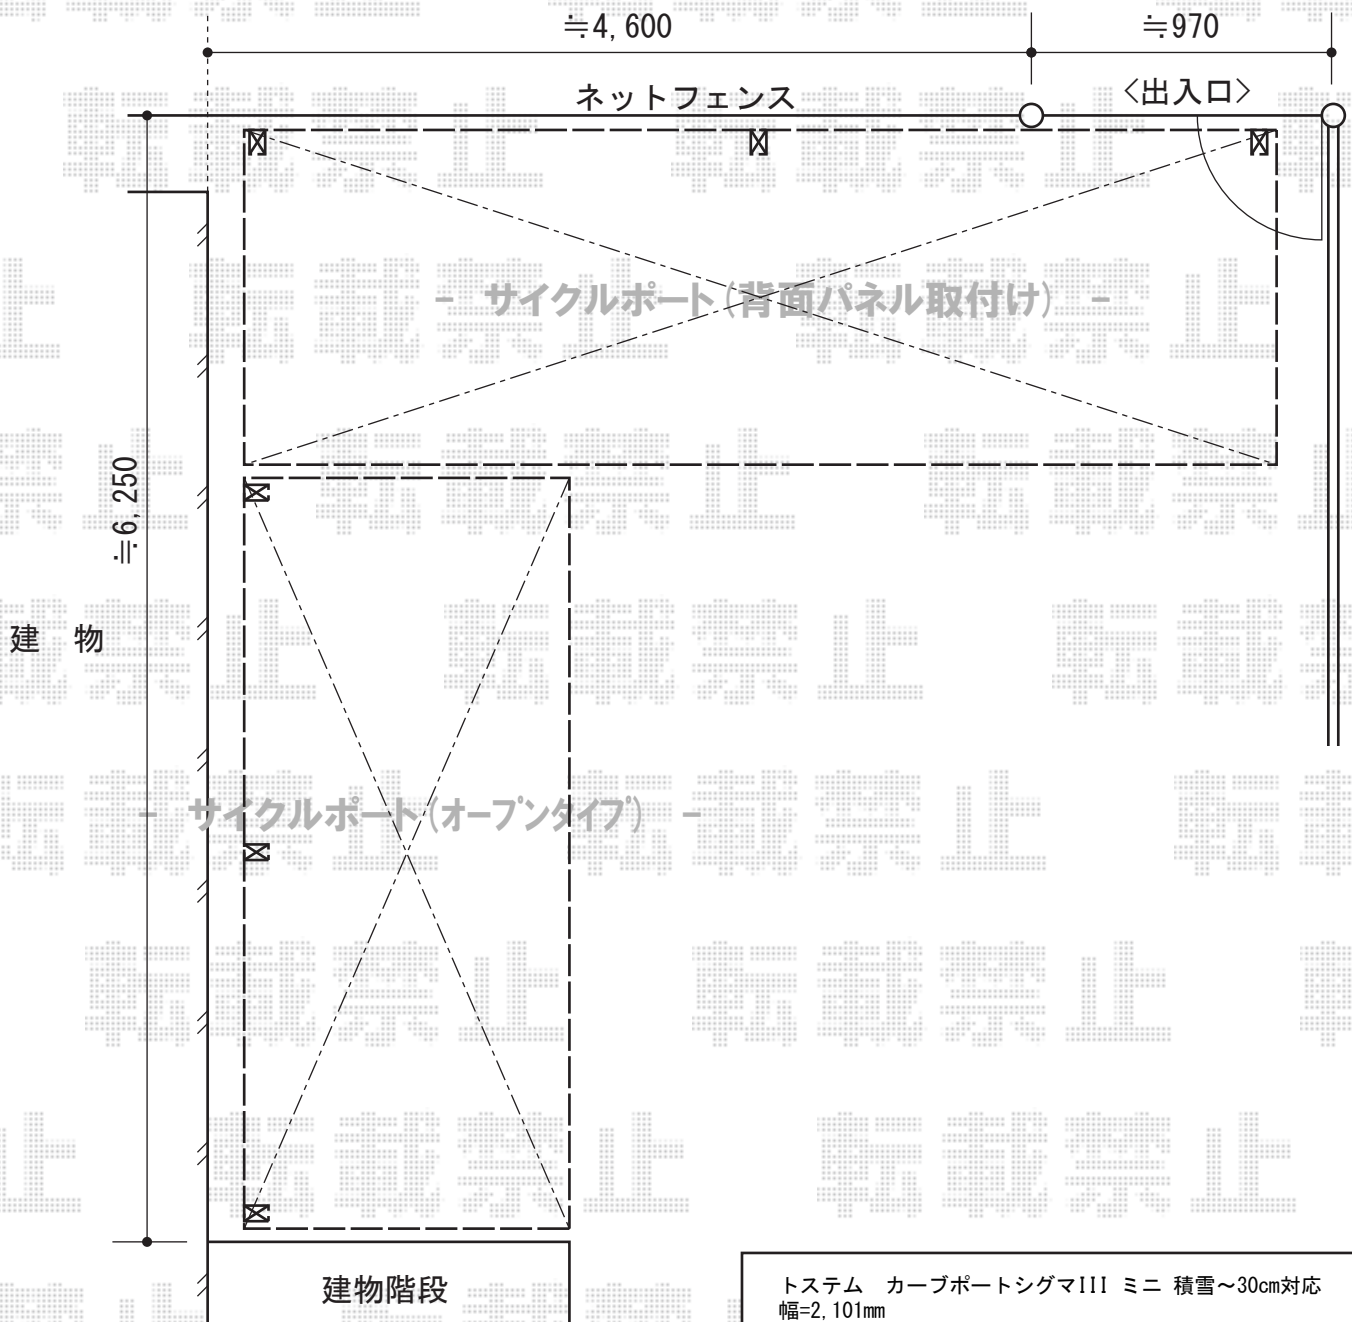 ≒4,600
≒970
ネットフェンス
<出入口>
- サイクルポート(背面パネル取付け) -
≒6,250
建 物
- サイクルポート(オープンタイプ) -
建物階段
トステム カーブポートシグマIII ミニ 積雪~30cm対応
幅=2,101mm
転載禁止